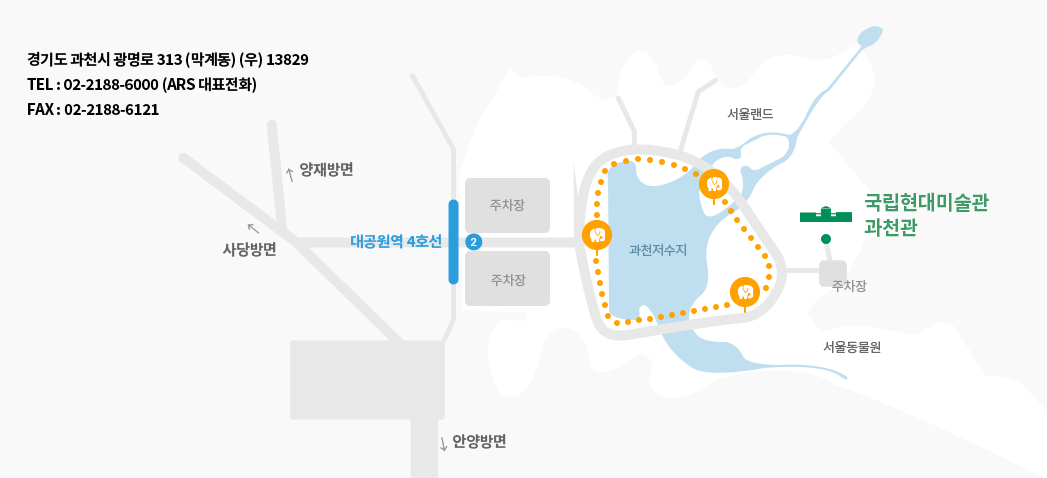 경기도 과천시 광명로 313 (막계동) (우) 13829
TEL : 02-2188-6000 (ARS 대표전화)
FAX : 02-2188-6121
서울랜드
양재방면
주차장
국립현대미술관
과천관
사당방면
대공원역 4호선
2
과천저수지
주차장
주차장
서울동물원
안양방면